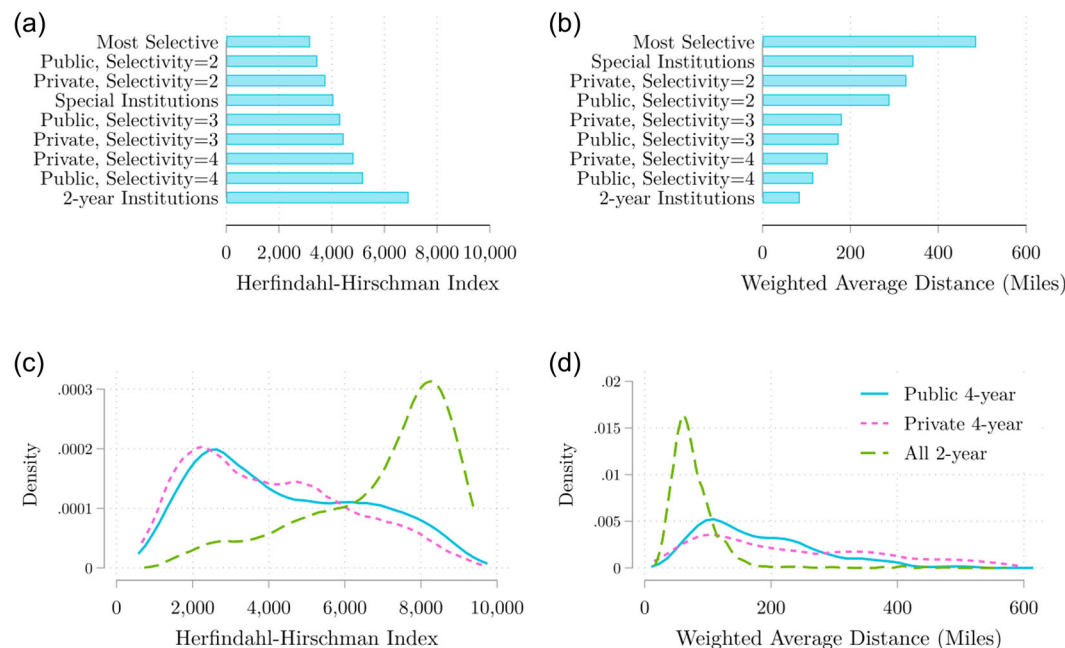 (a)
Most Selective
Public, Selectivity=2
Private, Selectivity=2
Special Institutions
Public, Selectivity=3
Private, Selectivity=3
Private, Selectivity=4
Public, Selectivity=4
2-year Institutions
0 2,000 4,000 6,000 8,000 10,000
Herfindahl-Hirschman Index
(b)
Most Selective
Special Institutions
Private, Selectivity=2
Public, Selectivity=2
Private, Selectivity=3
Public, Selectivity=3
Private, Selectivity=4
Public, Selectivity=4
2-year Institutions
0 200 400 600
Weighted Average Distance (Miles)
(c)
.0003
.0002
.0001
0
Density
0 2,000 4,000 6,000 8,000 10,000
Herfindahl-Hirschman Index
(d)
.02
.015
.01
.005
0
Density
Public 4-year
Private 4-year
All 2-year
0 200 400 600
Weighted Average Distance (Miles)